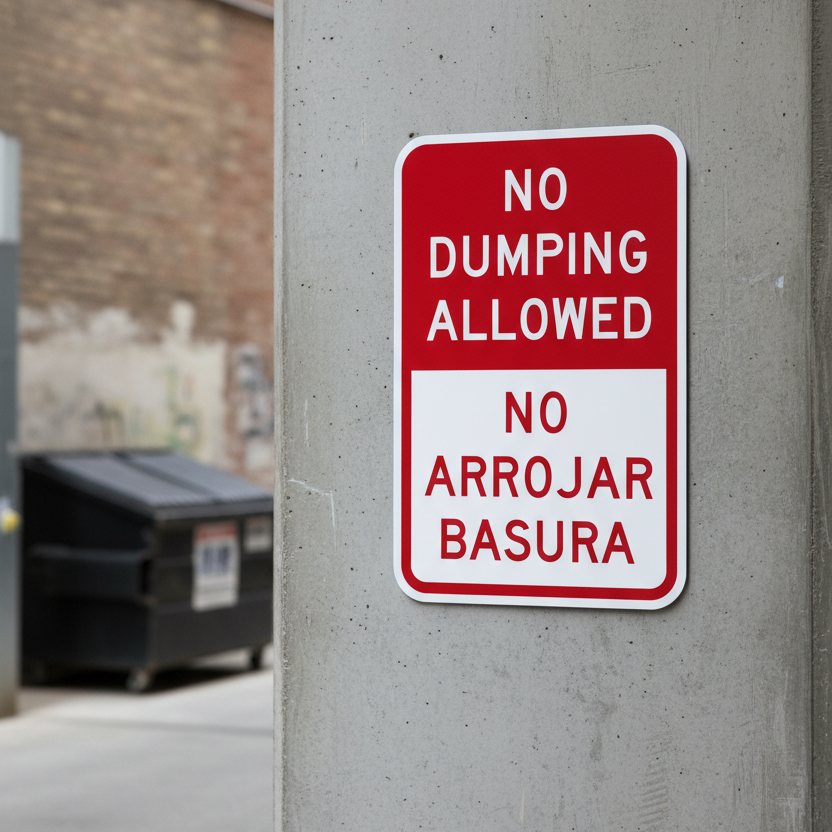 NO
DUMPING
ALLOWED
NO
ARROJAR
BASURA